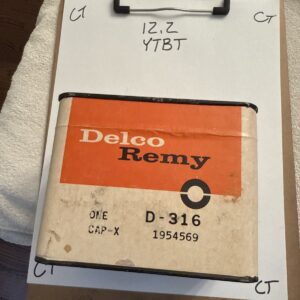 CT
CT
12.2
YTBT
Delco
Remy
ONE
D-316
CAP-X
1954569
CT
CT